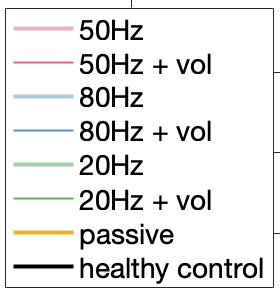 50Hz
50Hz + vol
80Hz
80Hz + vol
20Hz
20Hz + vol
passive
healthy control